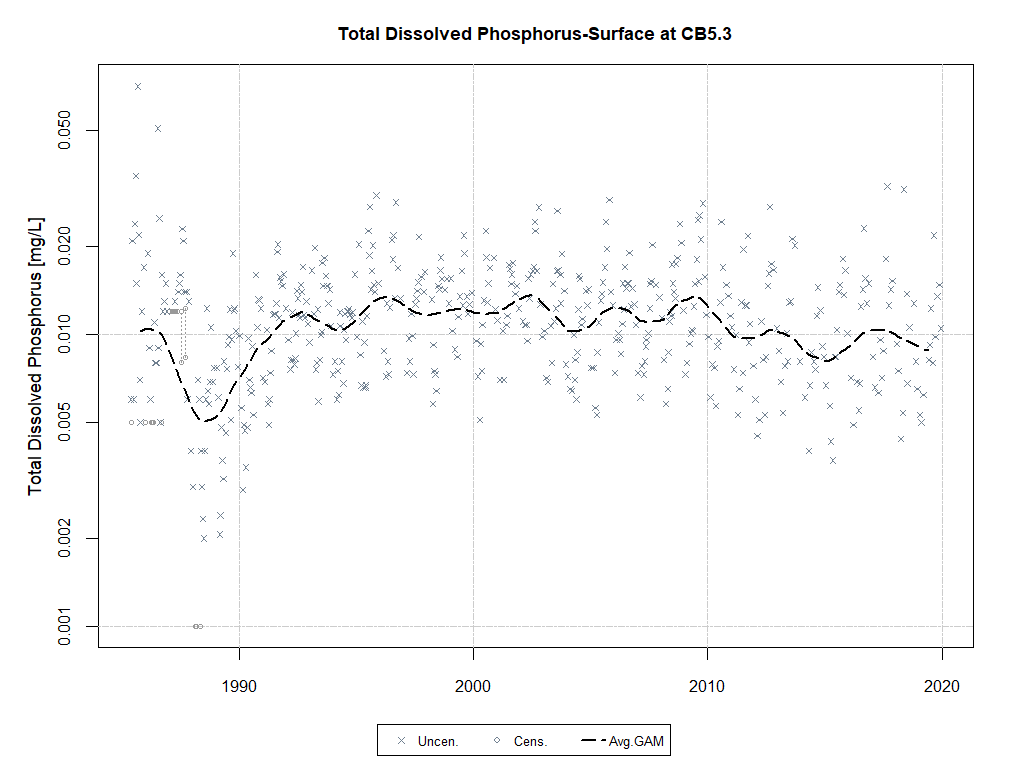 Total Dissolved Phosphorus-Surface at CB5.3
Total Dissolved Phosphorus [mg/L]
0.050
0.020
0.010
0.005
0.002
0.001
1990 2000 2010 2020
Uncen. Cens. Avg.GAM